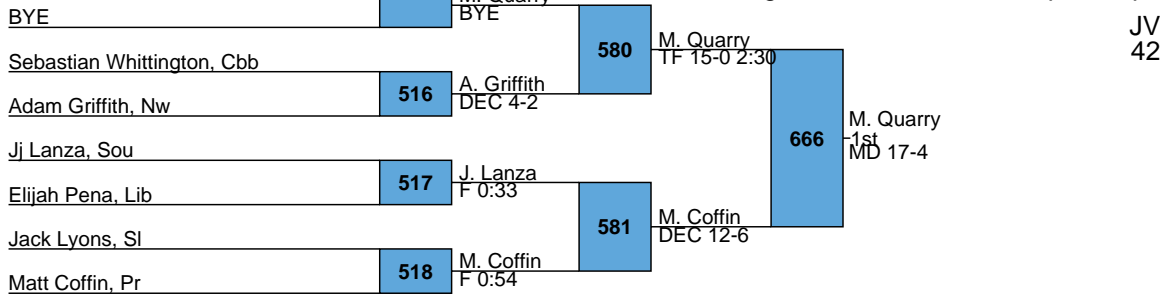 BYE
BYE
Sebastian Whittington, Cbb
516
Adam Griffith, Nw
A. Griffith
DEC 4-2
580
M. Quarry
TF 15-0 2:30
JV
42
Jj Lanza, Sou
517
Elijah Pena, Lib
J. Lanza
F 0:33
581
M. Coffin
DEC 12-6
Jack Lyons, Sl
518
Matt Coffin, Pr
M. Coffin
F 0:54
666
M. Quarry
1st
MD 17-4